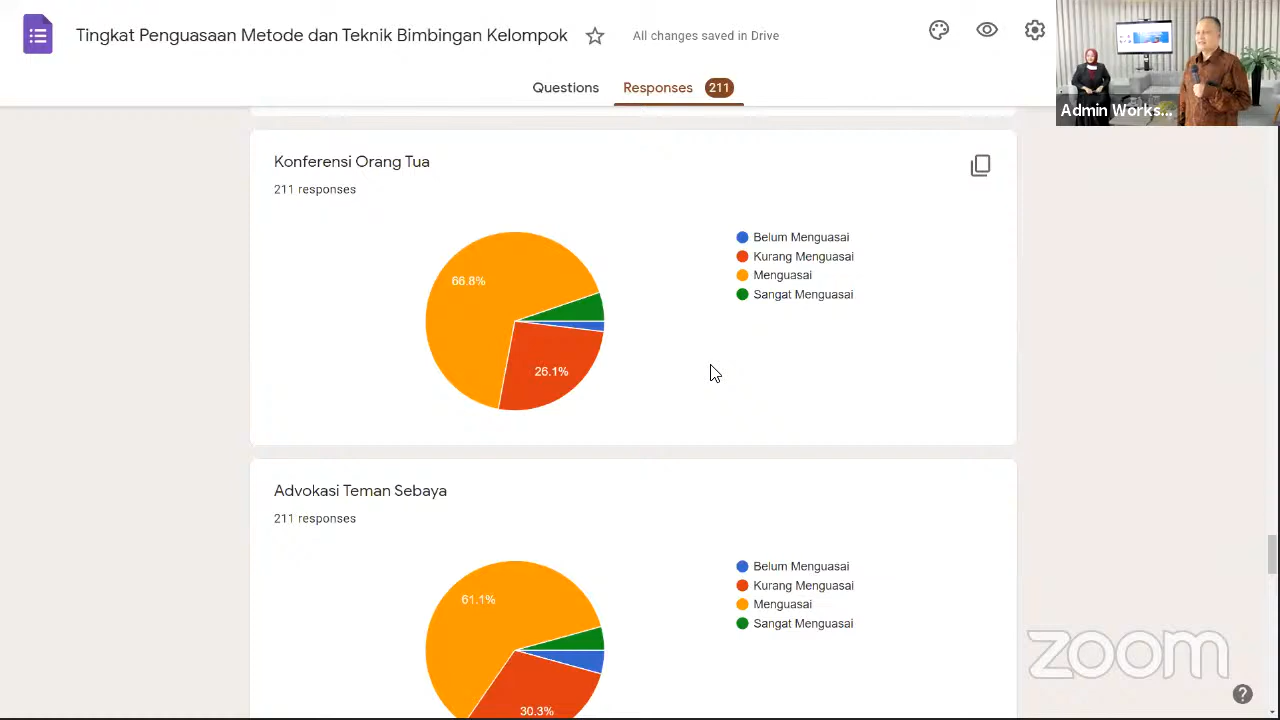 Tingkat Penguasaan Metode dan Teknik Bimbingan Kelompok
All changes saved in Drive
Questions
Responses 211
Admin Works...
Konferensi Orang Tua
211 responses
66.8%
26.1%
Belum Menguasai
Kurang Menguasai
Menguasai
Sangat Menguasai
Advokasi Teman Sebaya
211 responses
61.1%
30.3%
Belum Menguasai
Kurang Menguasai
Menguasai
Sangat Menguasai
zoom